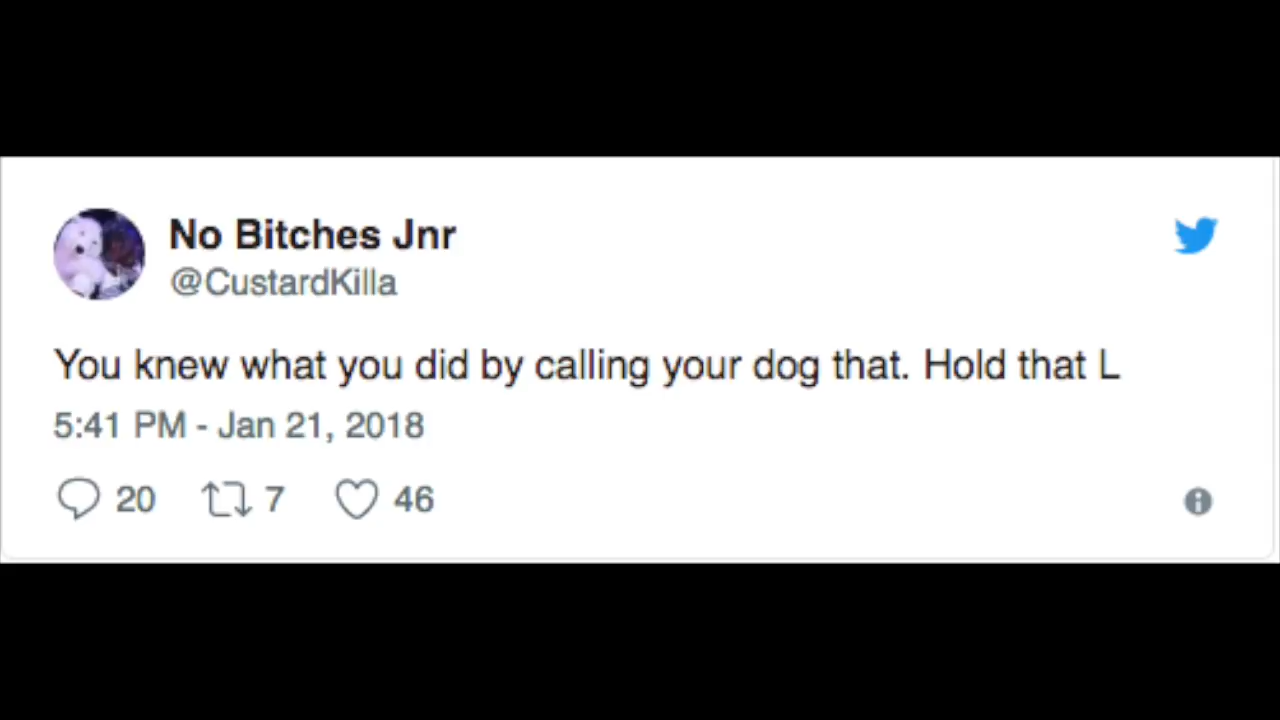 No Bitches Jnr
@CustardKilla
You knew what you did by calling your dog that. Hold that L
5:41 PM - Jan 21, 2018
20 7 46